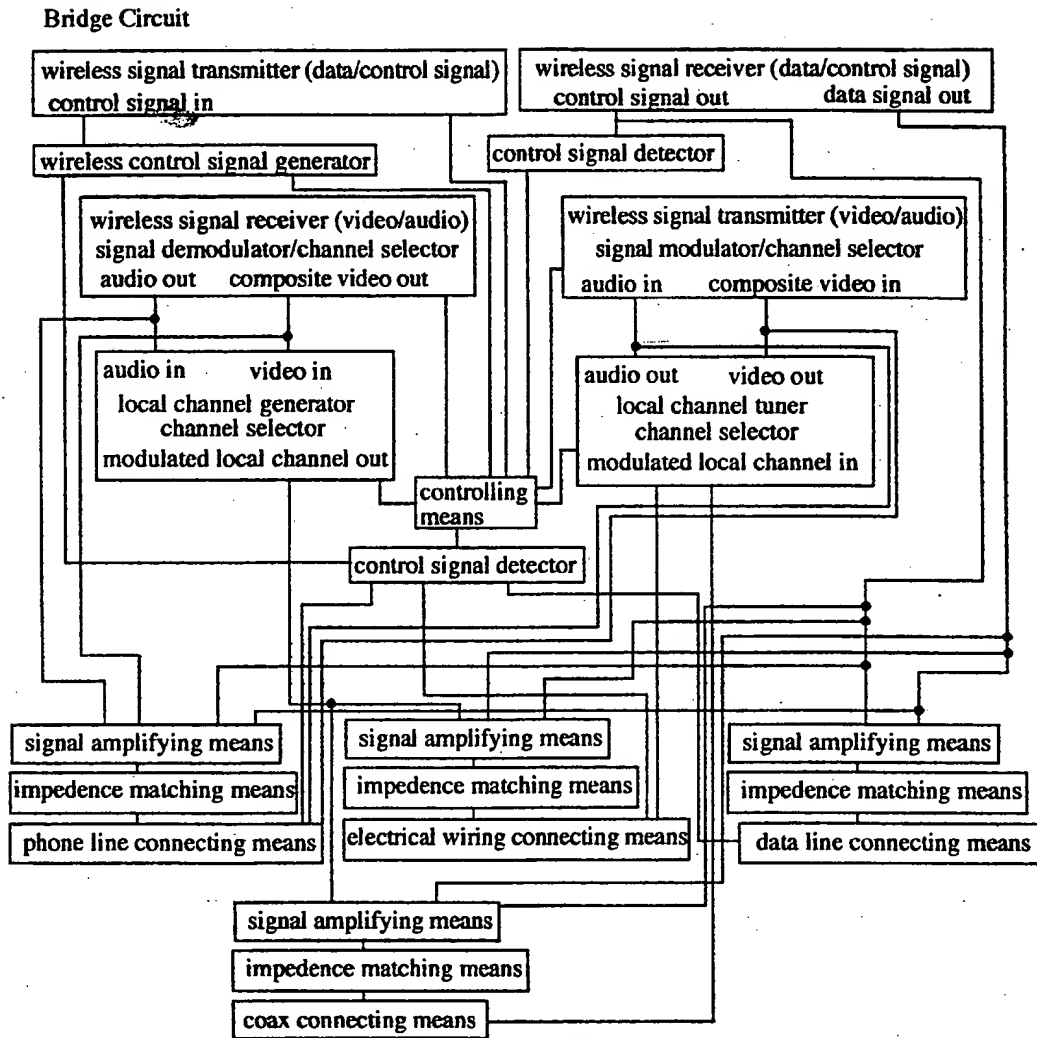 Bridge Circuit
wireless signal transmitter (data/control signal)
control signal in
wireless signal receiver (data/control signal)
control signal out data signal out
wireless control signal generator
control signal detector
wireless signal receiver (video/audio)
signal demodulator/channel selector
audio out composite video out
wireless signal transmitter (video/audio)
signal modulator/channel selector
audio in composite video in
audio in video in
local channel generator
channel selector
modulated local channel out
audio out video out
local channel tuner
channel selector
modulated local channel in
controlling
means
control signal detector
signal amplifying means
impedence matching means
phone line connecting means
signal amplifying means
impedence matching means
electrical wiring connecting means
signal amplifying means
impedence matching means
data line connecting means
signal amplifying means
impedence matching means
coax connecting means